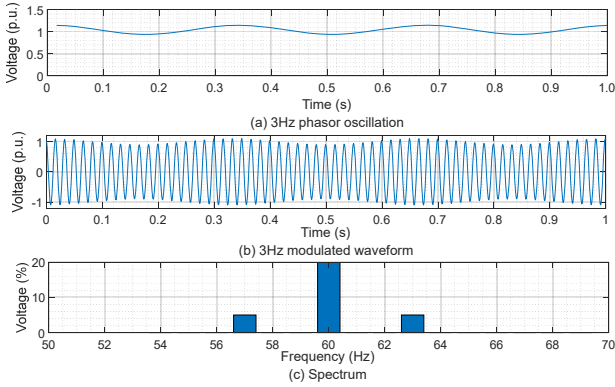 1.5
1
0.5
0
Voltage (p.u.)
0 0.1 0.2 0.3 0.4 0.5 0.6 0.7 0.8 0.9 1.0
Time (s)
(a) 3Hz phasor oscillation
1
0
-1
Voltage (p.u.)
0 0.1 0.2 0.3 0.4 0.5 0.6 0.7 0.8 0.9 1
Time (s)
(b) 3Hz modulated waveform
20
10
0
Voltage (%)
50 52 54 56 58 60 62 64 66 68 70
Frequency (Hz)
(c) Spectrum